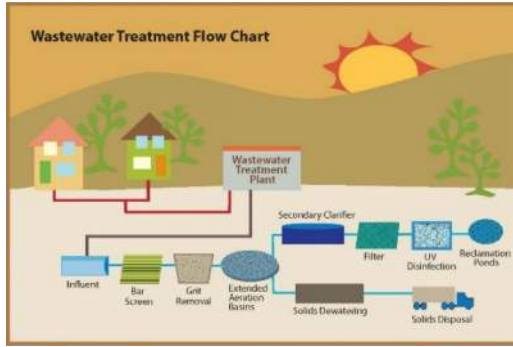 Wastewater Treatment Flow Chart
Wastewater
Treatment
Plant
Secondary Clarifier
Filter
UV
Disinfection
Reclamation
Ponds
Influent
Bar
Screen
Grit
Removal
Extended
Aeration
Basins
Solids Dewatering
Solids Disposal